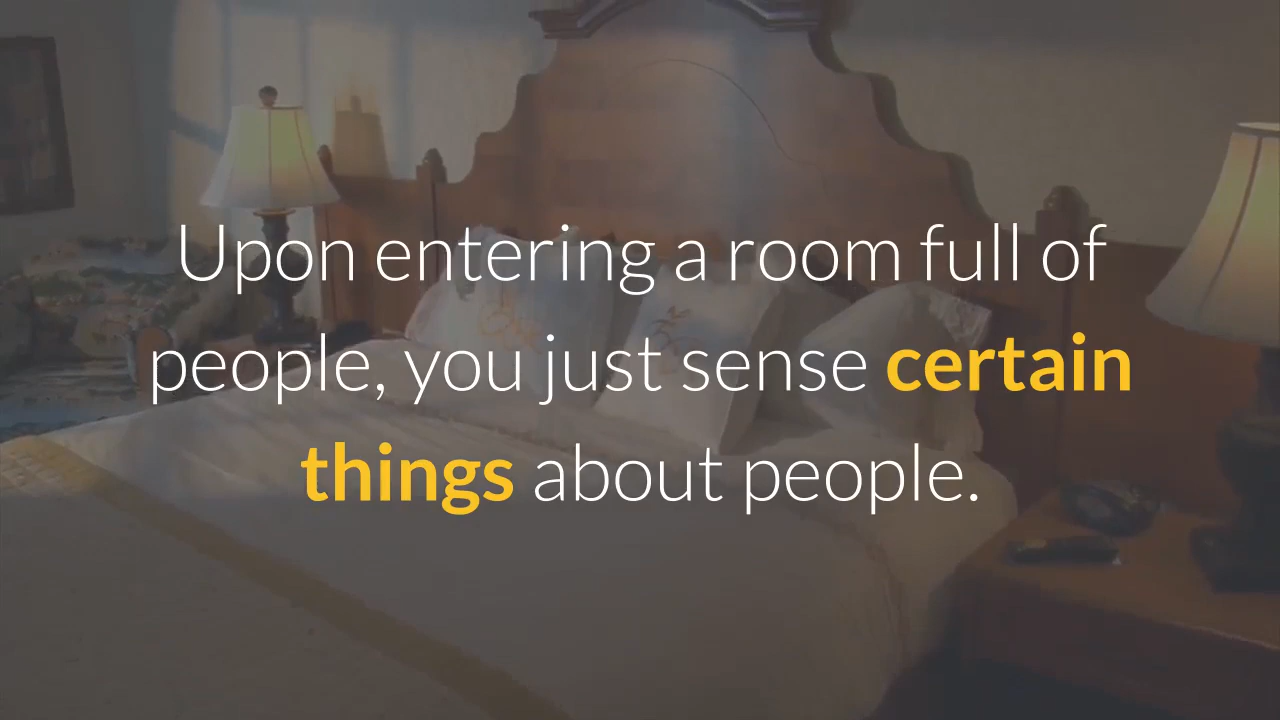 Upon entering a room full of
people, you just sense certain
things about people.